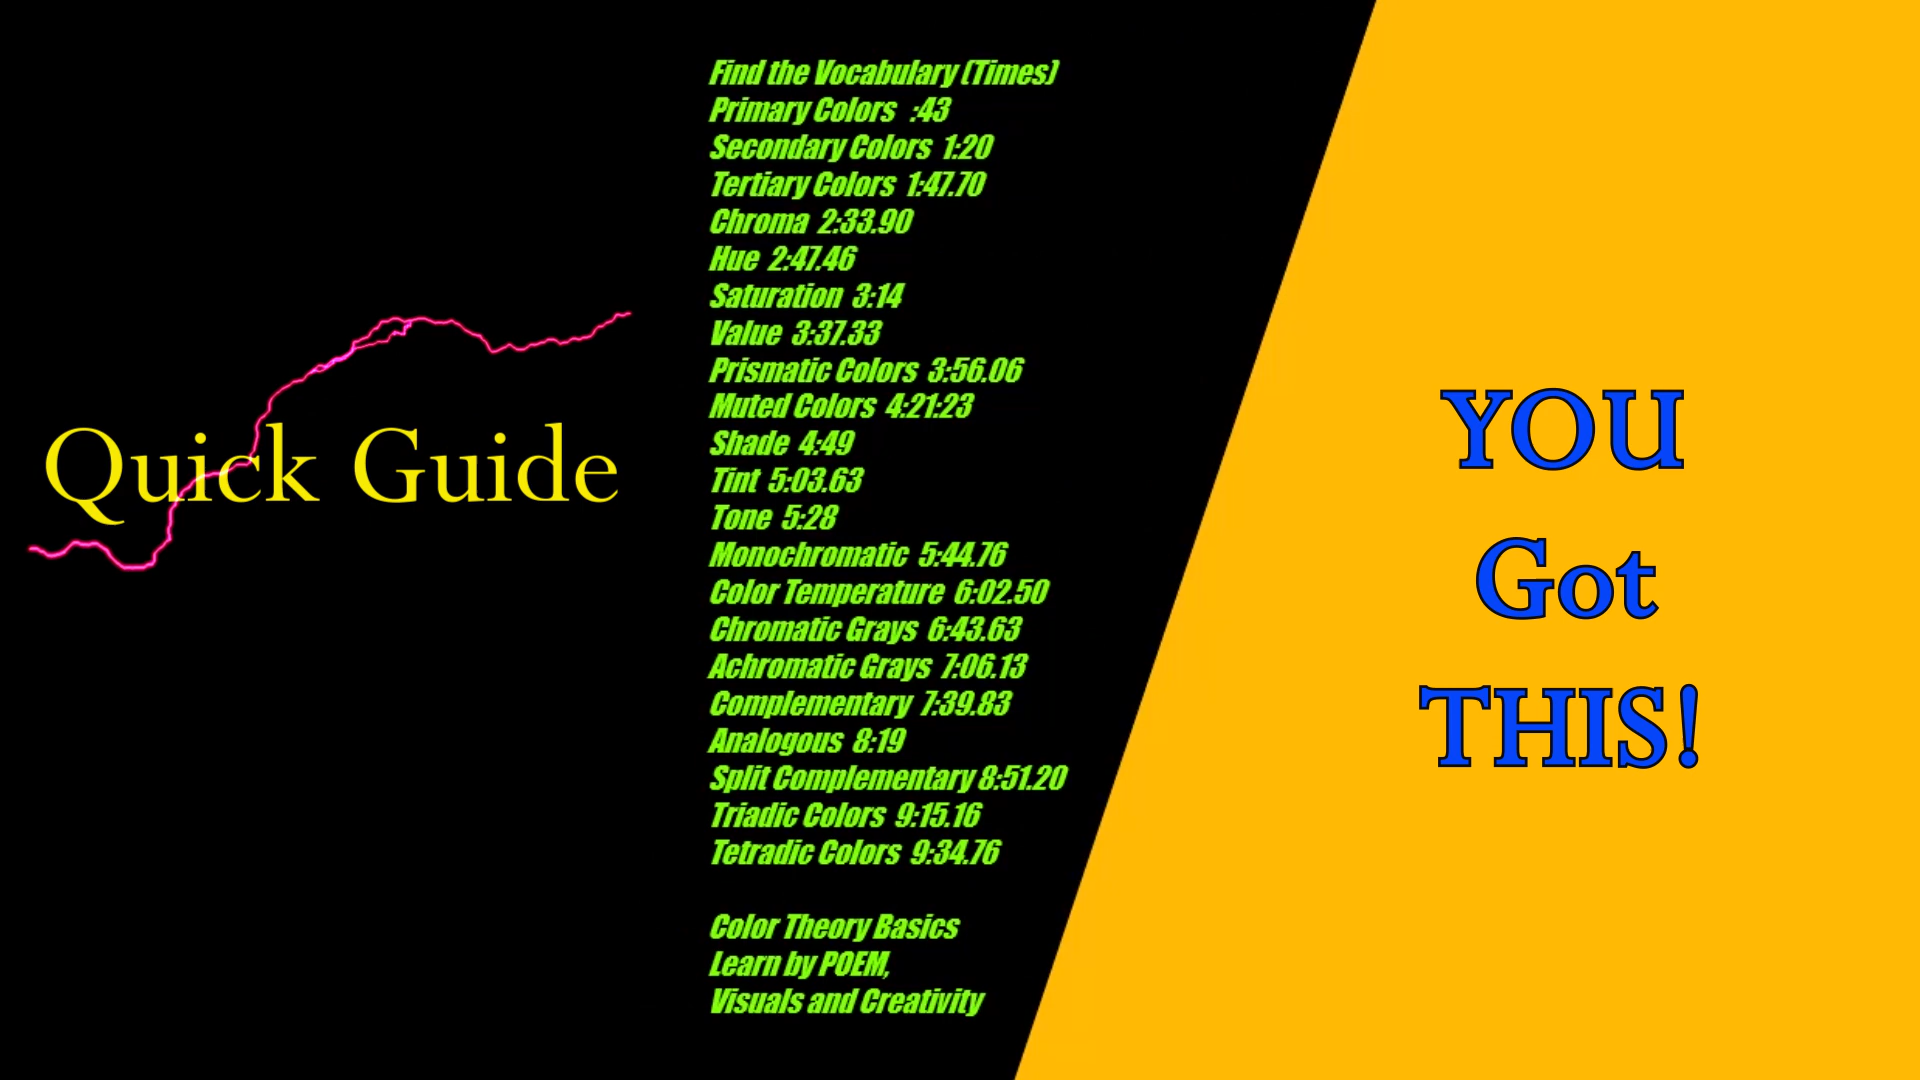 Quick Guide
Find the Vocabulary (Times)
Primary Colors :43
Secondary Colors 1:20
Tertiary Colors 1:47.70
Chroma 2:33.90
Hue 2:47.46
Saturation 3:14
Value 3:37.33
Prismatic Colors 3:56.06
Muted Colors 4:21:23
Shade 4:49
Tint 5:03.63
Tone 5:28
Monochromatic 5:44.76
Color Temperature 6:02.50
Chromatic Grays 6:43.63
Achromatic Grays 7:06.13
Complementary 7:39.83
Analogous 8:19
Split Complementary 8:51.20
Triadic Colors 9:15.16
Tetradic Colors 9:34.76
Color Theory Basics
Learn by POEM,
Visuals and Creativity
YOU
Got
THIS!